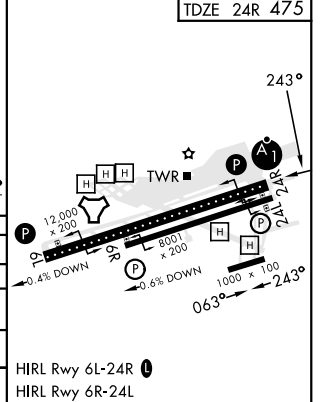 TDZE 24R 475
243°
A1
P
TWR
H H H
P
12,000 x 200
24R
24L
P
6L
6R
8001 x 200
H
H
0.4% DOWN
P
0.6% DOWN
1000 x 100
063°
243°
HIRL Rwy 6L-24R L
HIRL Rwy 6R-24L